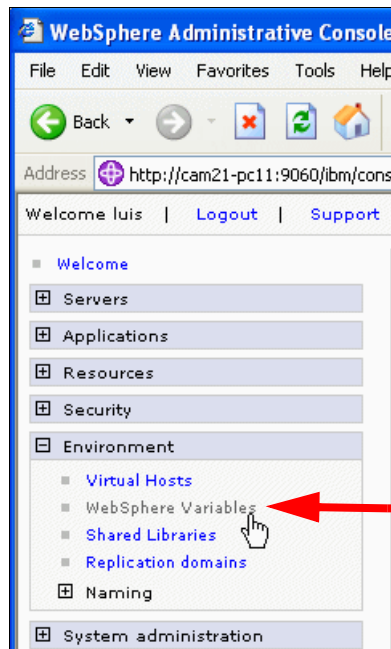 WebSphere Administrative Console
File Edit View Favorites Tools Help
Back
Address http://cam21-pc11:9060/ibm/cons
Welcome luis | Logout | Support
Welcome
Servers
Applications
Resources
Security
Environment
Virtual Hosts
WebSphere Variables
Shared Libraries
Replication domains
Naming
System administration